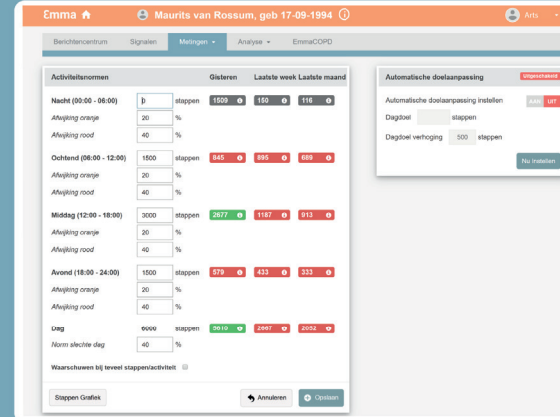 Emma
Maurits van Rossum, geb 17-09-1994
Arts
Berichtencentrum Signalen Metingen Analyse EmmaCOPD
Activiteitsnormen Gisteren Laatste week Laatste maand
Nacht (00:00 - 06:00) 0 stappen 1509 150 116
Afwijking oranje 20 %
Afwijking rood 40 %
Ochtend (06:00 - 12:00) 1500 stappen 845 895 689
Afwijking oranje 20 %
Afwijking rood 40 %
Middag (12:00 - 18:00) 3000 stappen 2677 1187 913
Afwijking oranje 20 %
Afwijking rood 40 %
Avond (18:00 - 24:00) 1500 stappen 579 433 333
Afwijking oranje 20 %
Afwijking rood 40 %
Dag 6000 stappen 5610 2667 2052
Norm slechte dag 40 %
Waarschuwen bij teveel stappen/activiteit
Stappen Grafiek Annuleren Opslaan
Automatische doelaanpassing Uitgeschakeld
Automatische doelaanpassing instellen AAN UIT
Dagdoel stappen
Dagdoel verhoging 500 stappen
Nu instellen